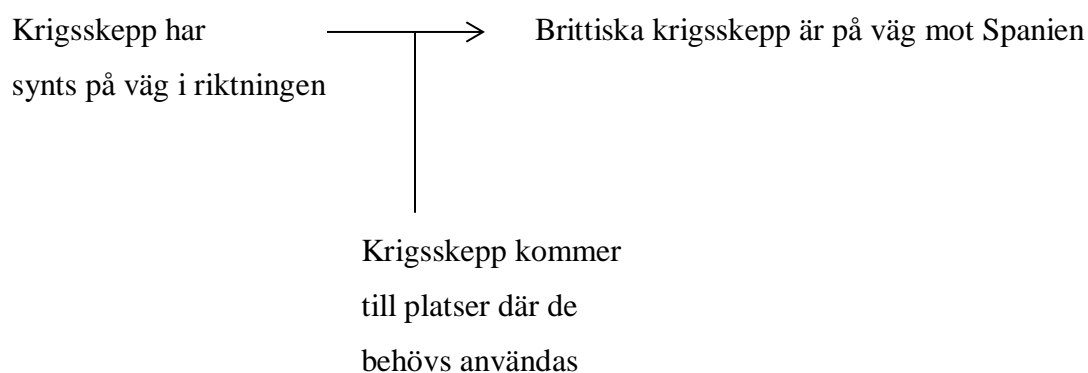 Krigsskepp har
synts på väg i riktningen
Brittiska krigsskepp är på väg mot Spanien
Krigsskepp kommer
till platser där de
behövs användas